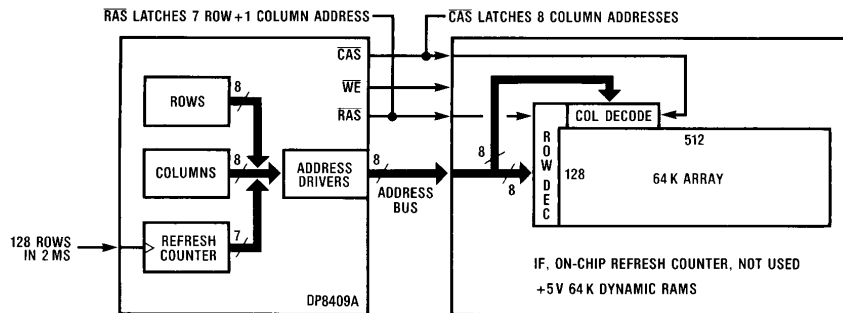 RAS LATCHES 7 ROW+1 COLUMN ADDRESS
CAS LATCHES 8 COLUMN ADDRESSES
CAS
WE
RAS
ROWS
8
COLUMNS
8
REFRESH
COUNTER
7
128 ROWS
IN 2 MS
ADDRESS
DRIVERS
8
ADDRESS
BUS
DP8409A
8
8
COL DECODE
ROW DEC
512
128
64K ARRAY
IF, ON-CHIP REFRESH COUNTER, NOT USED
+5V 64K DYNAMIC RAMS